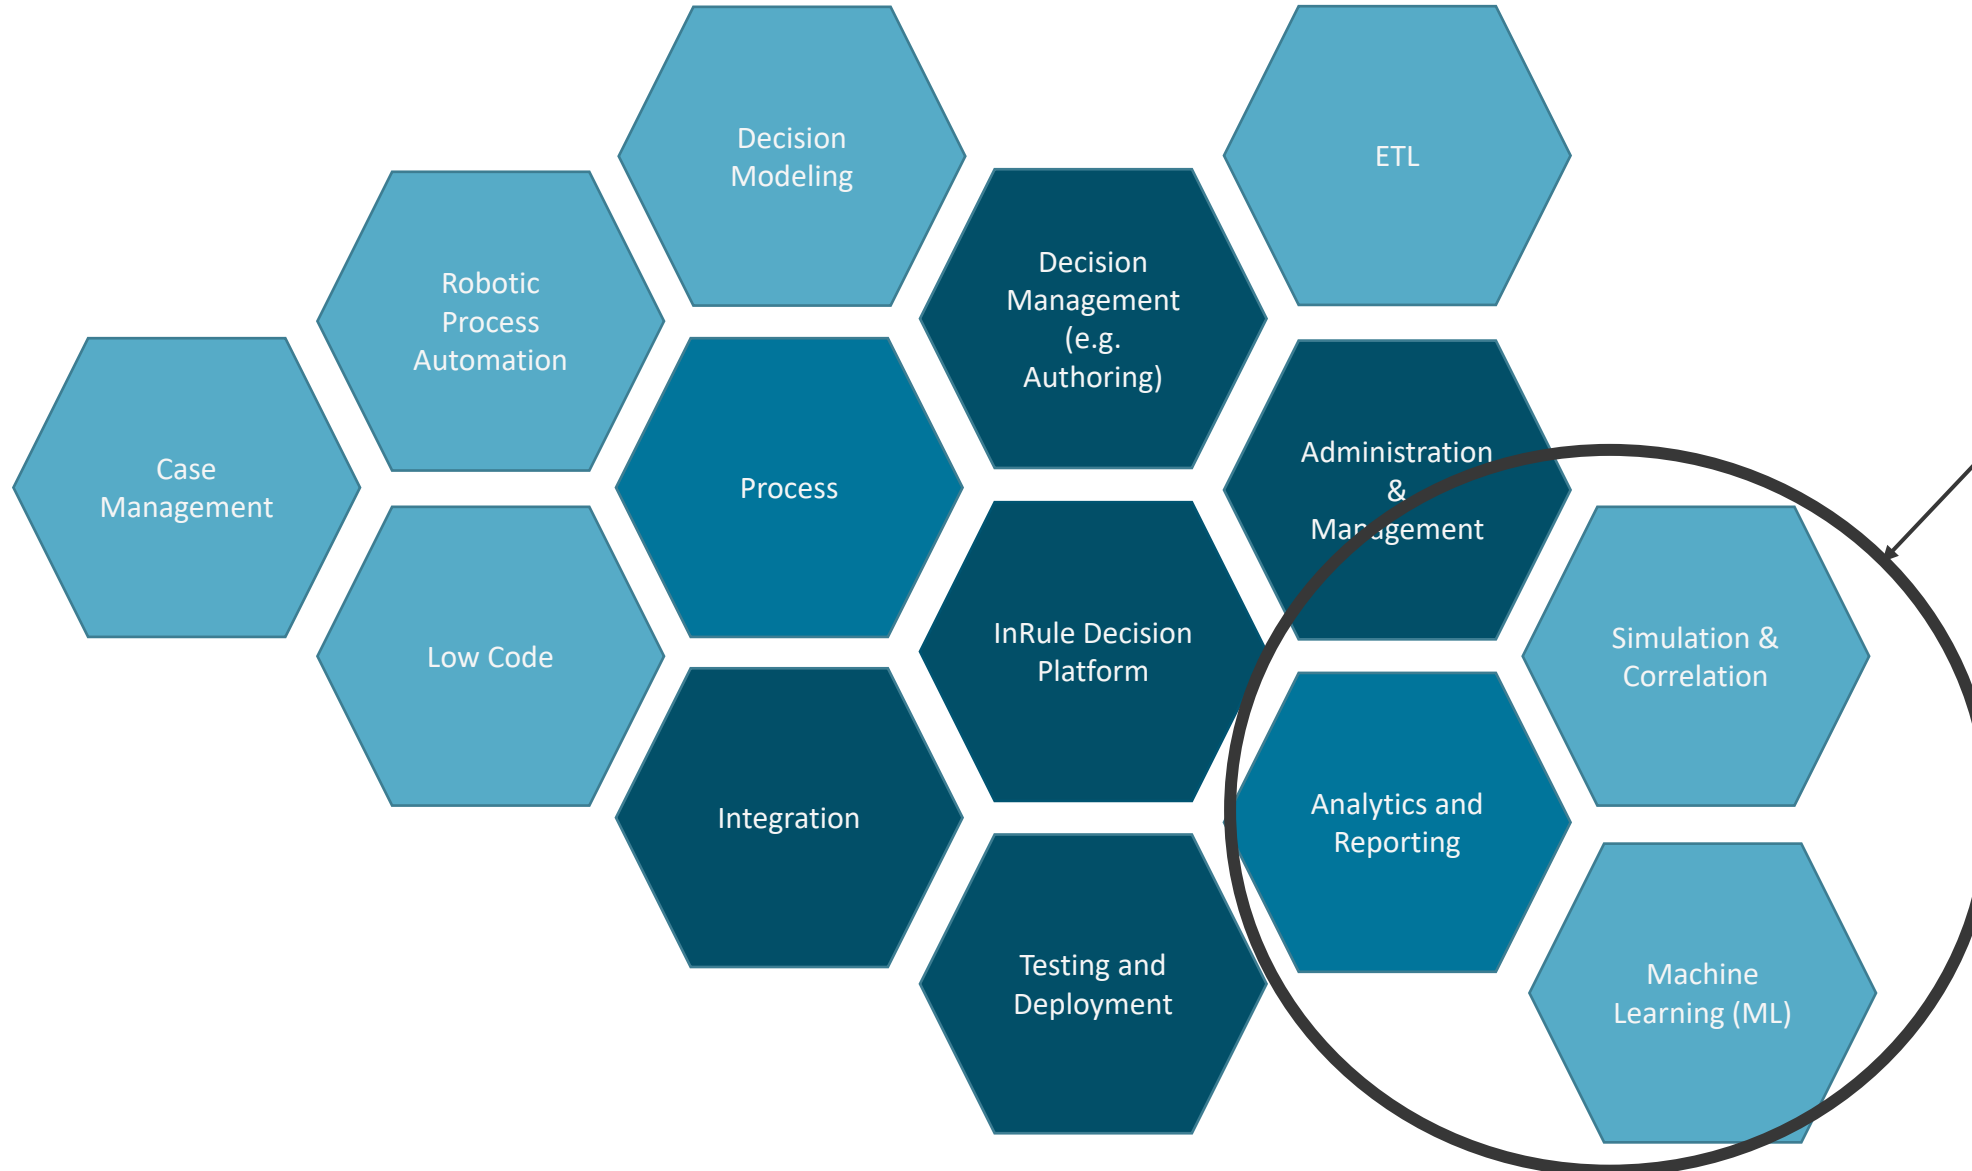 Decision
Modeling
ETL
Decision
Management
(e.g.
Authoring)
Robotic
Process
Automation
Administration
&
Management
Case
Management
Process
InRule Decision
Platform
Simulation &
Correlation
Low Code
Analytics and
Reporting
Integration
Testing and
Deployment
Machine
Learning (ML)